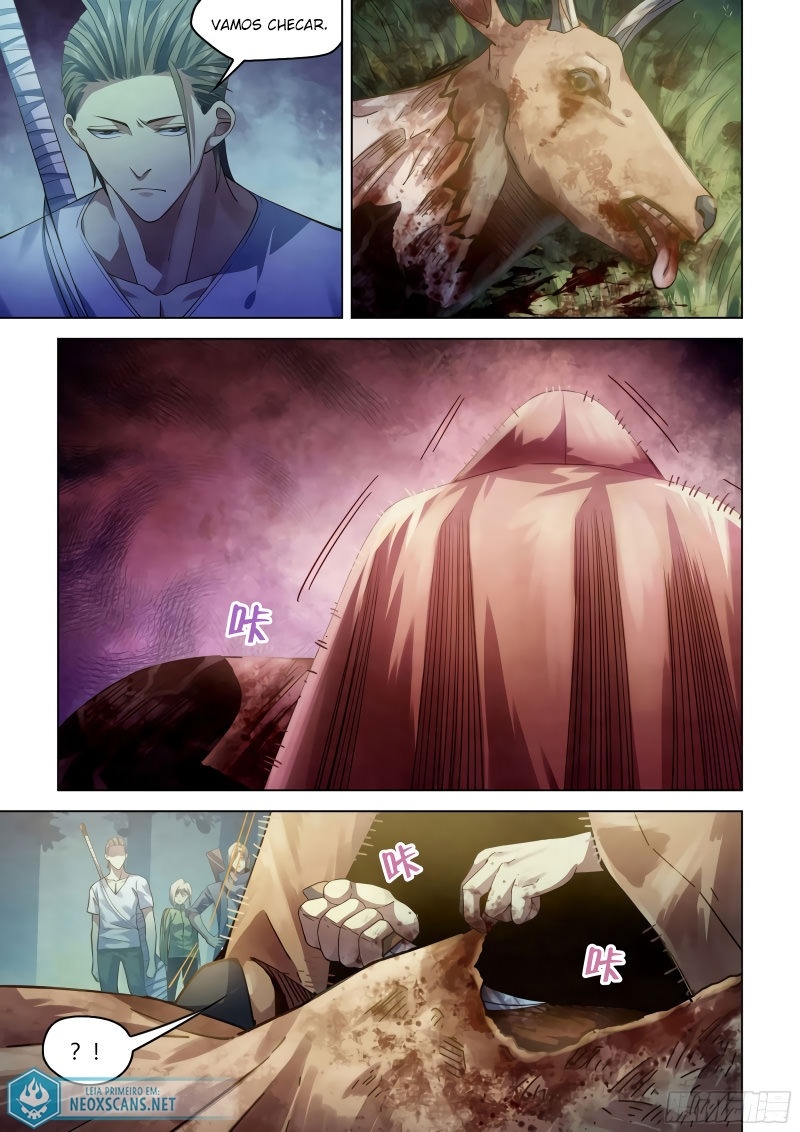 VAMOS CHECAR.
咔
咔
咔
?!
LEIA PRIMEIRO EM:
NEOXSCANS.NET